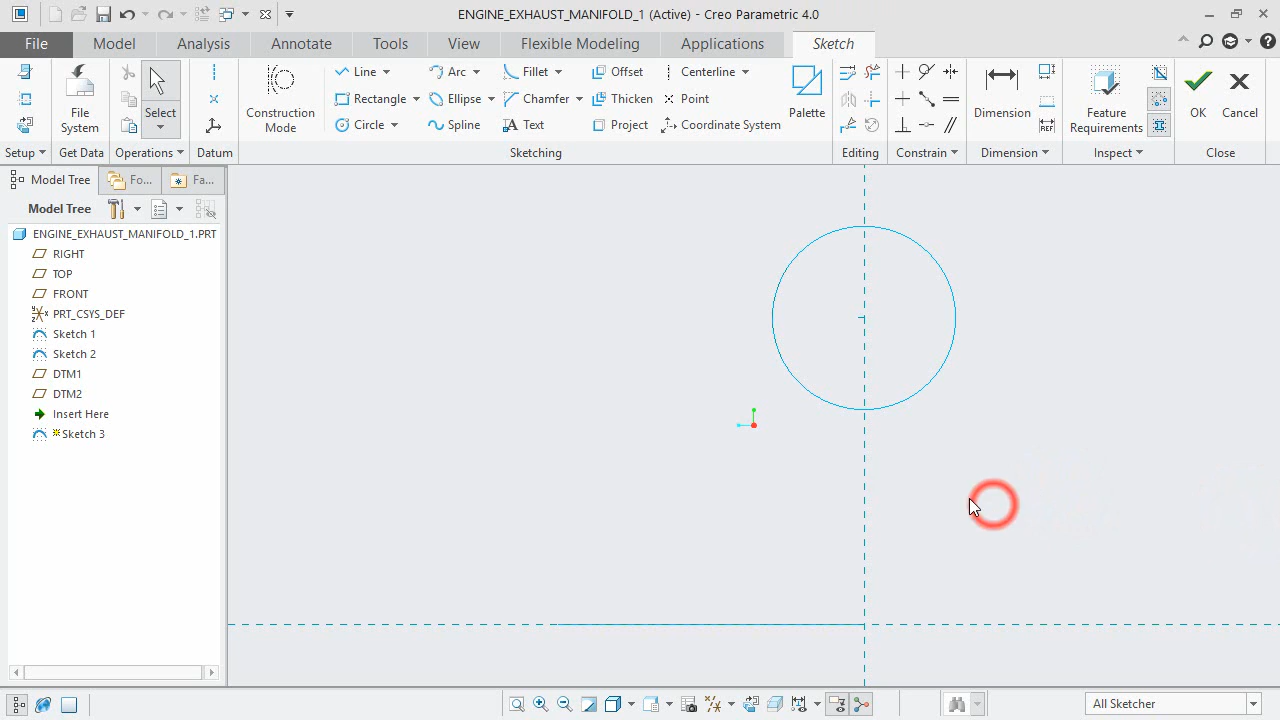 ENGINE_EXHAUST_MANIFOLD_1 (Active) - Creo Parametric 4.0
File Model Analysis Annotate Tools View Flexible Modeling Applications Sketch
Line Arc Fillet Offset Centerline
Rectangle Ellipse Chamfer Thicken Point
Circle Spline Text Project Coordinate System
File System
Select
Construction Mode
Palette
Dimension
Feature Requirements
OK
Cancel
Setup Get Data Operations Datum Sketching Editing Constrain Dimension Inspect Close
Model Tree Fo... Fa...
Model Tree
ENGINE_EXHAUST_MANIFOLD_1.PRT
RIGHT
TOP
FRONT
PRT_CSYS_DEF
Sketch 1
Sketch 2
DTM1
DTM2
Insert Here
Sketch 3
All Sketcher